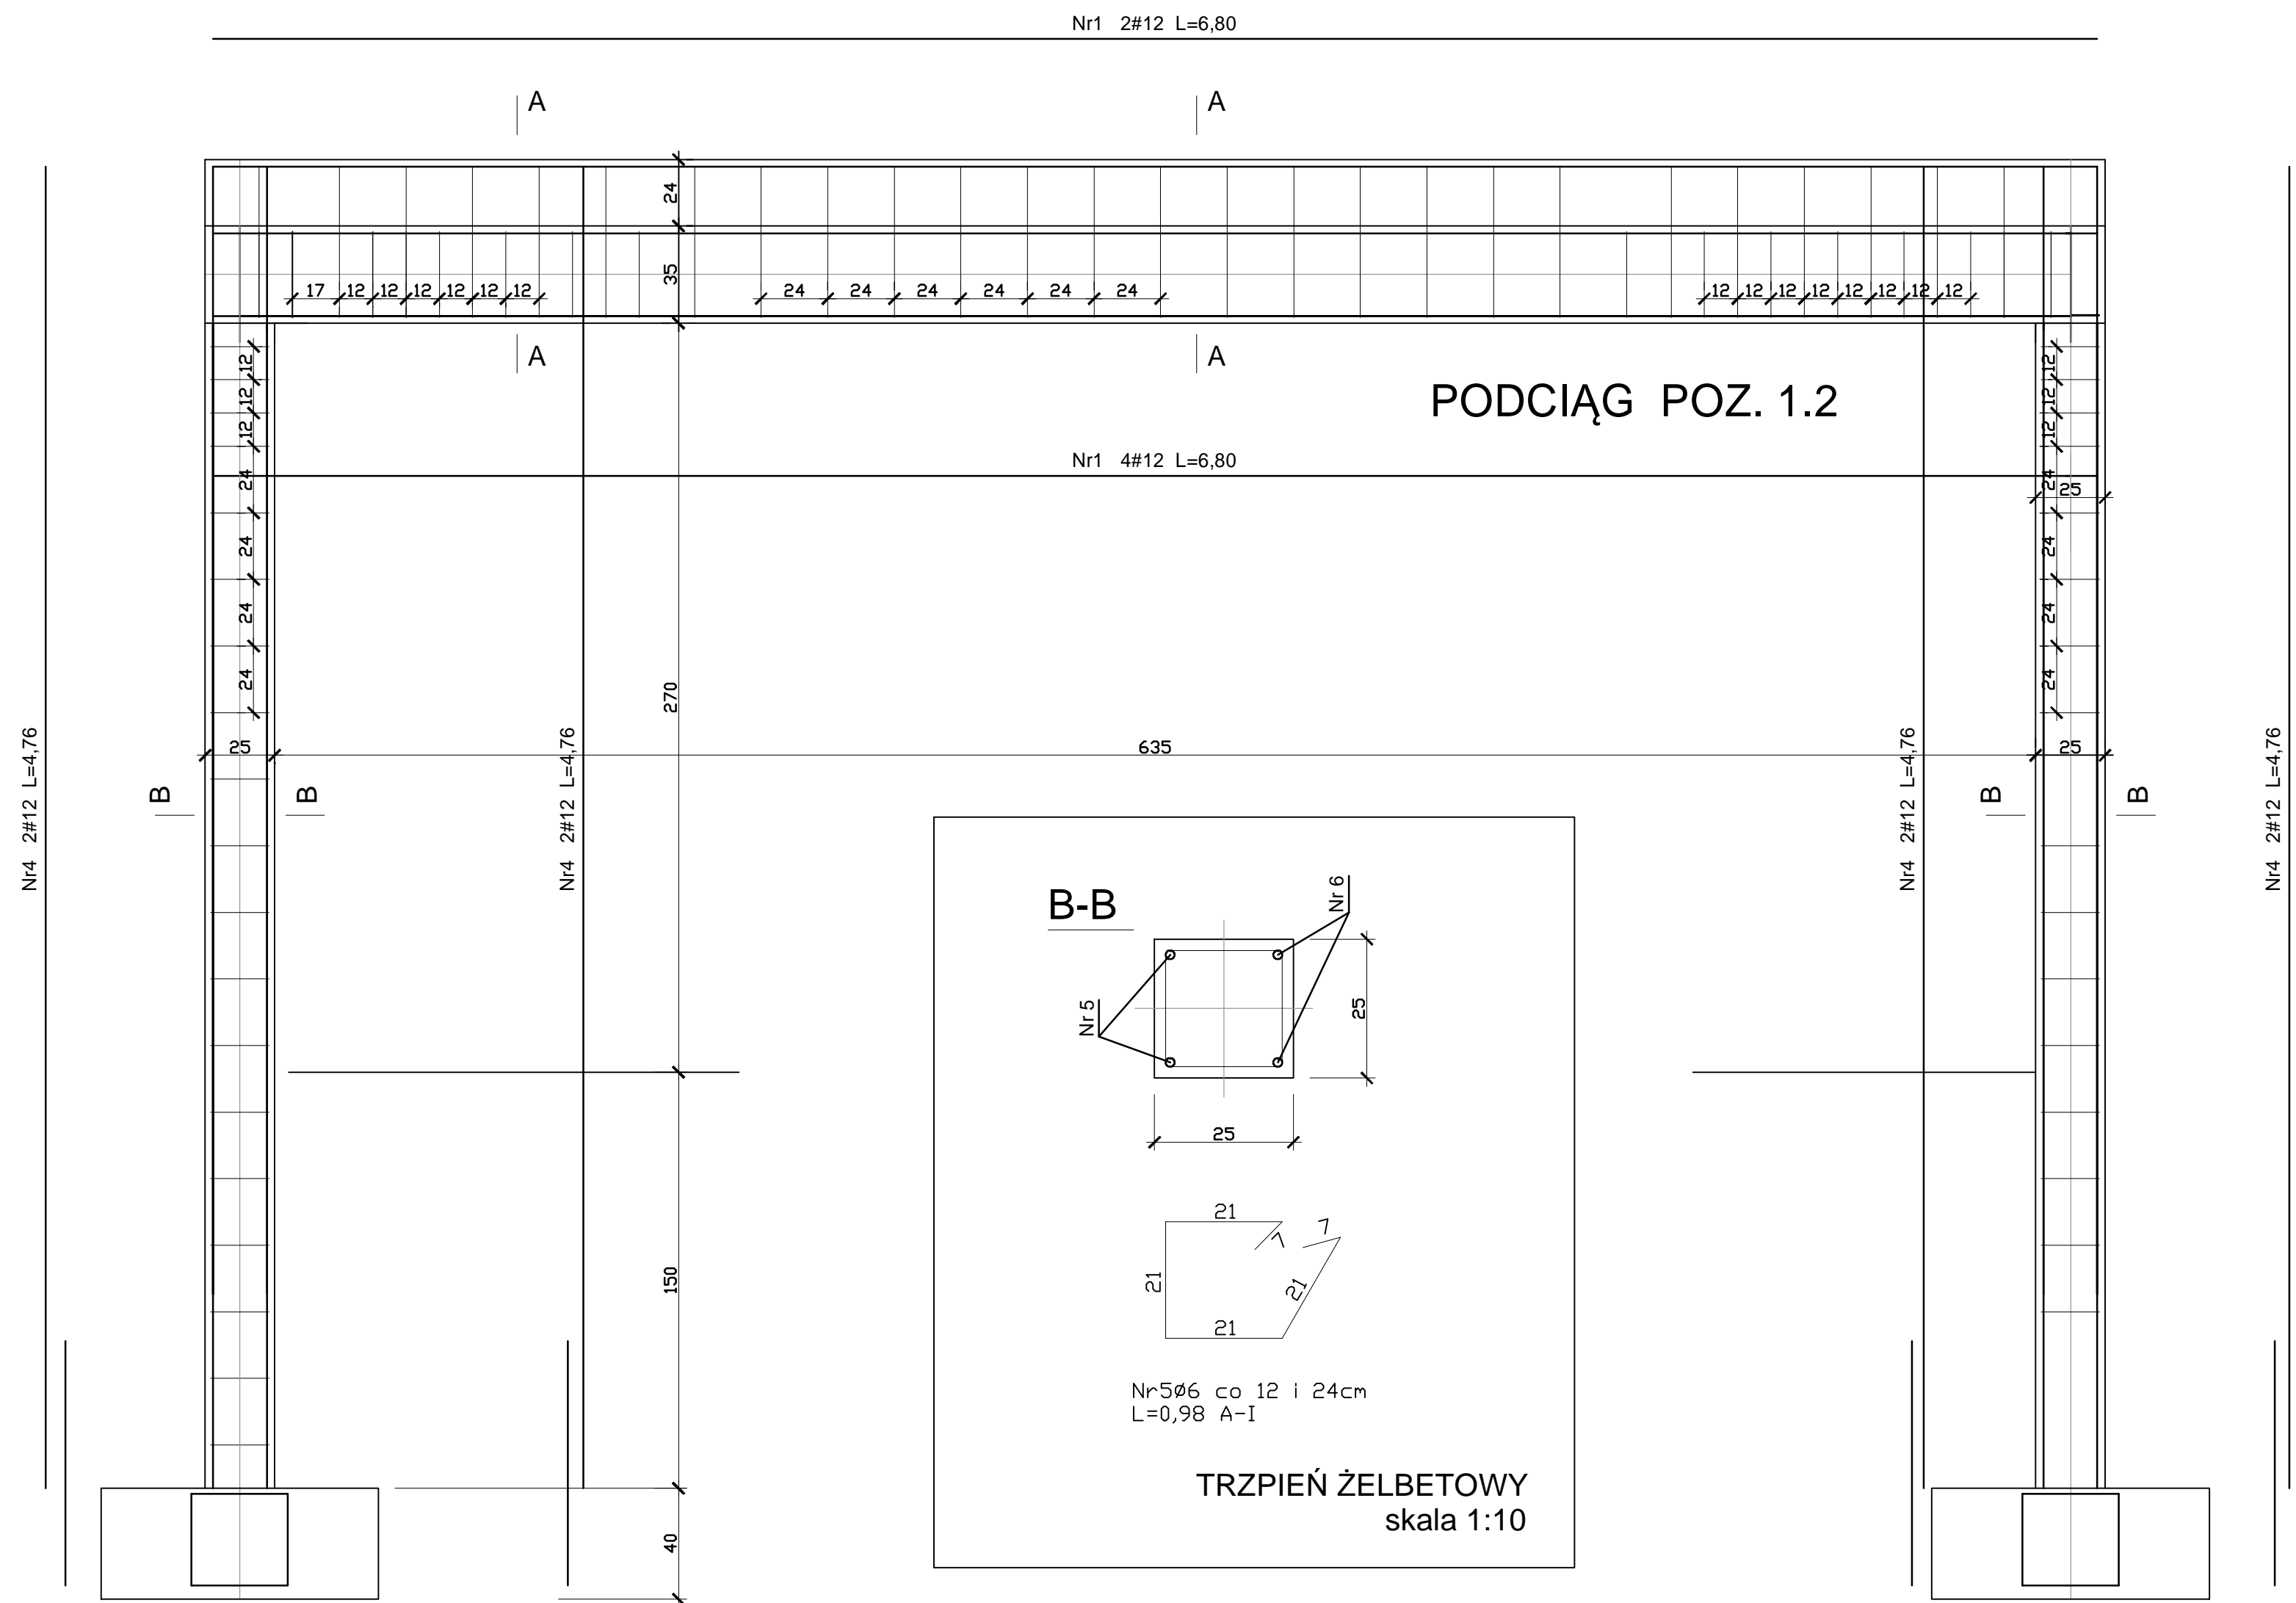 Nr1 2#12 L=6,80
A A
24
35
17 12 12 12 12 12 12
24 24 24 24 24 24
12 12 12 12 12 12 12 12
A A
PODCIĄG POZ. 1.2
Nr1 4#12 L=6,80
12
12
12
24
24
24
24
12
12
12
24
25
24
24
24
270
25 635 25
Nr4 2#12 L=4,76
Nr4 2#12 L=4,76
Nr4 2#12 L=4,76
Nr4 2#12 L=4,76
B B B B
B-B
Nr 6
Nr 5
25
25
21
7 7
21
21
21
150
Nr5ø6 co 12 i 24cm
L=0,98 A-I
TRZPIEŃ ŻELBETOWY
skala 1:10
40